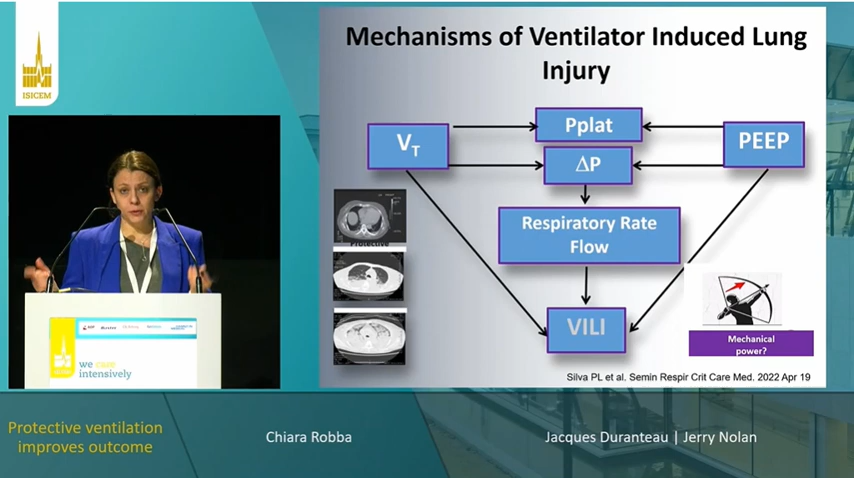 ISICEM
Mechanisms of Ventilator Induced Lung
Injury
Pplat
VT
PEEP
ΔP
Respiratory Rate
Flow
Protective
VILI
Mechanical
power?
we care
intensively
Silva PL et al. Semin Respir Crit Care Med. 2022 Apr 19
Protective ventilation
improves outcome
Chiara Robba
Jacques Duranteau | Jerry Nolan